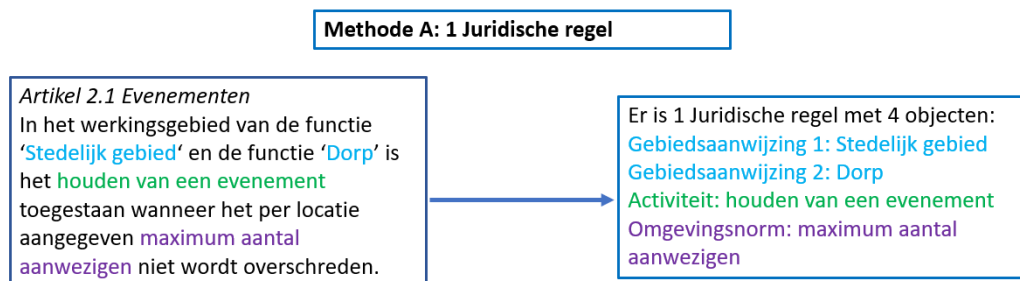 Methode A: 1 Juridische regel
Artikel 2.1 Evenementen
In het werkingsgebied van de functie
‘Stedelijk gebied‘ en de functie ‘Dorp’ is
het houden van een evenement
toegestaan wanneer het per locatie
aangegeven maximum aantal
aanwezigen niet wordt overschreden.
Er is 1 Juridische regel met 4 objecten:
Gebiedsaanwijzing 1: Stedelijk gebied
Gebiedsaanwijzing 2: Dorp
Activiteit: houden van een evenement
Omgevingsnorm: maximum aantal
aanwezigen